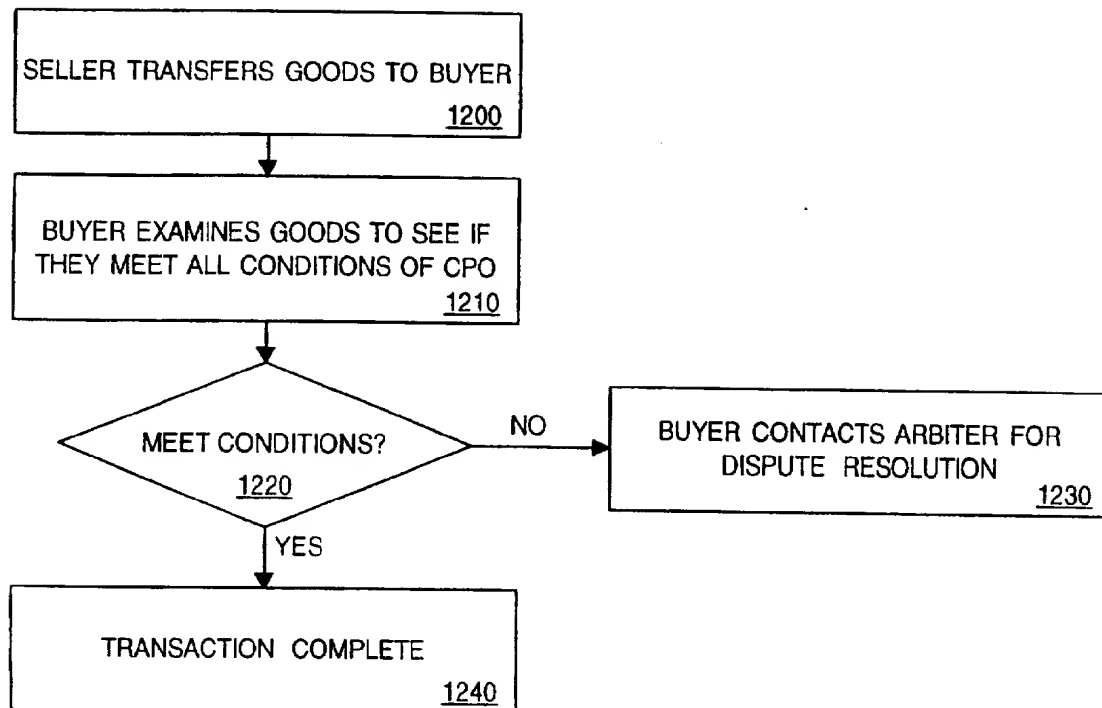 SELLER TRANSFERS GOODS TO BUYER
1200
BUYER EXAMINES GOODS TO SEE IF
THEY MEET ALL CONDITIONS OF CPO
1210
MEET CONDITIONS?
1220
NO
BUYER CONTACTS ARBITER FOR
DISPUTE RESOLUTION
1230
YES
TRANSACTION COMPLETE
1240